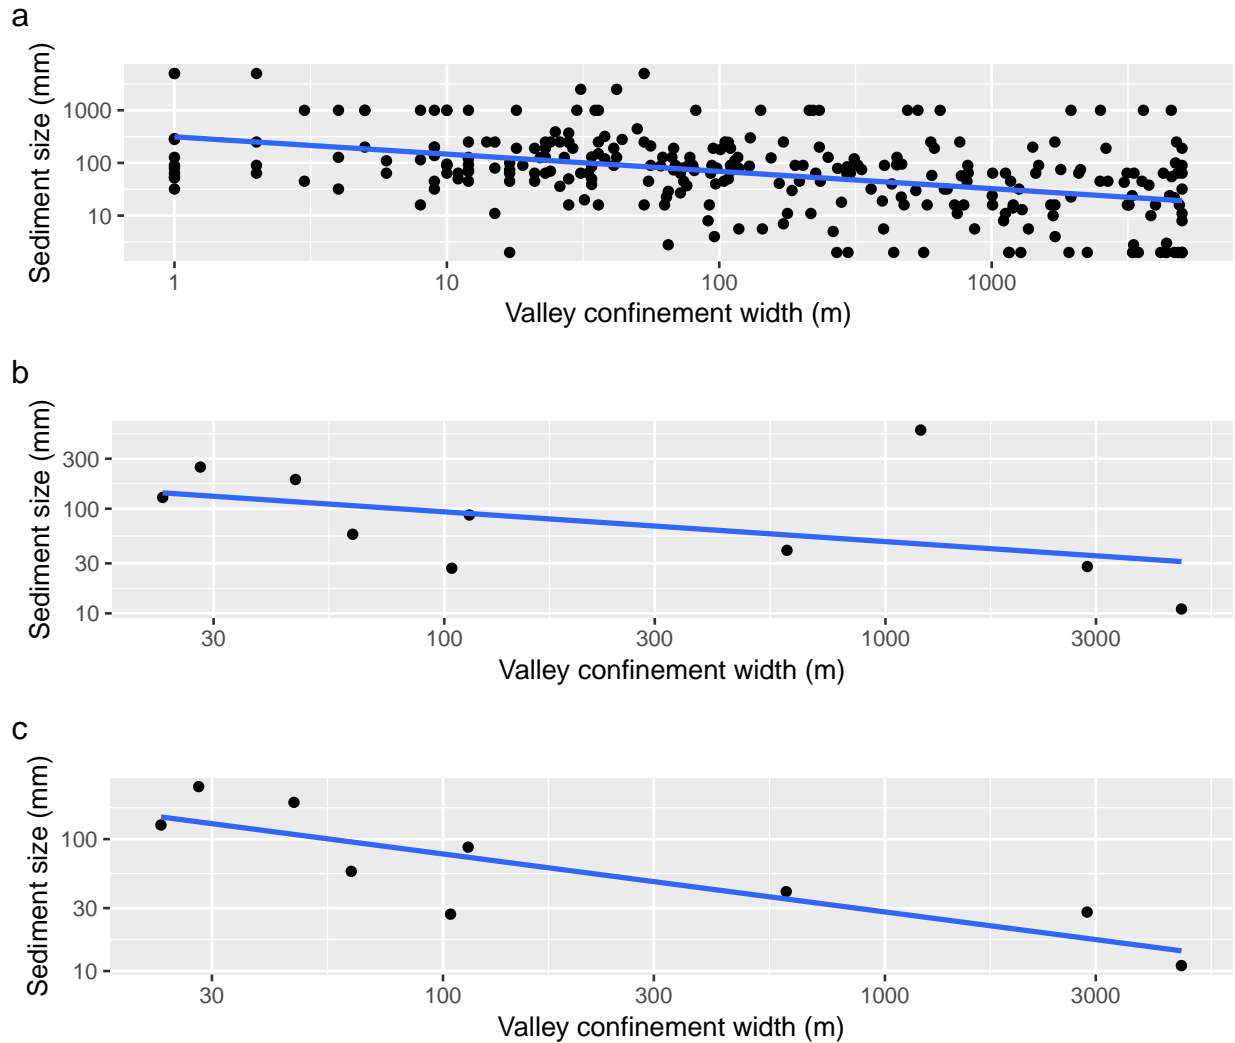 a
Sediment size (mm)
1000
100
10
1 10 100 1000
Valley confinement width (m)
b
Sediment size (mm)
300
100
30
10
30 100 300 1000 3000
Valley confinement width (m)
c
Sediment size (mm)
100
30
10
30 100 300 1000 3000
Valley confinement width (m)